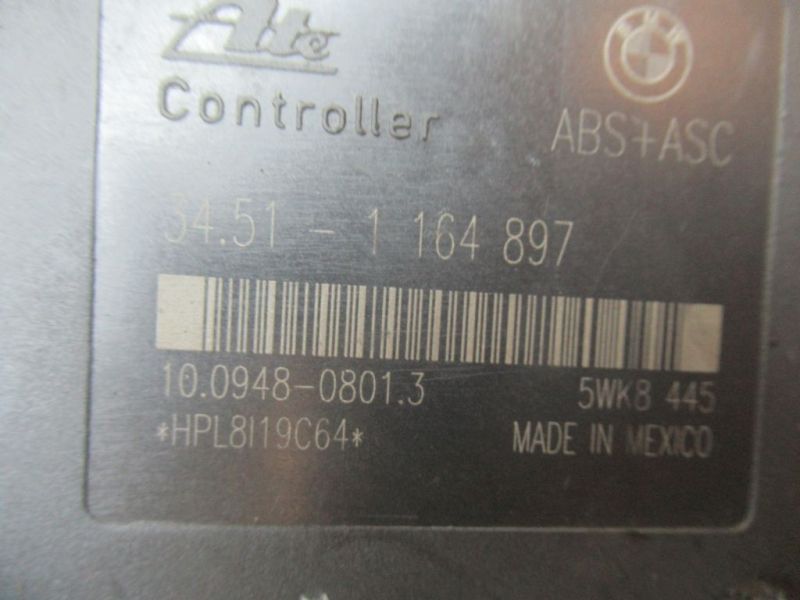 Ate
Controller
BMW
ABS+ASC
34.51 - 1 164 897
10.0948-0801.3
5WK8 445
*HPL8I19C64*
MADE IN MEXICO